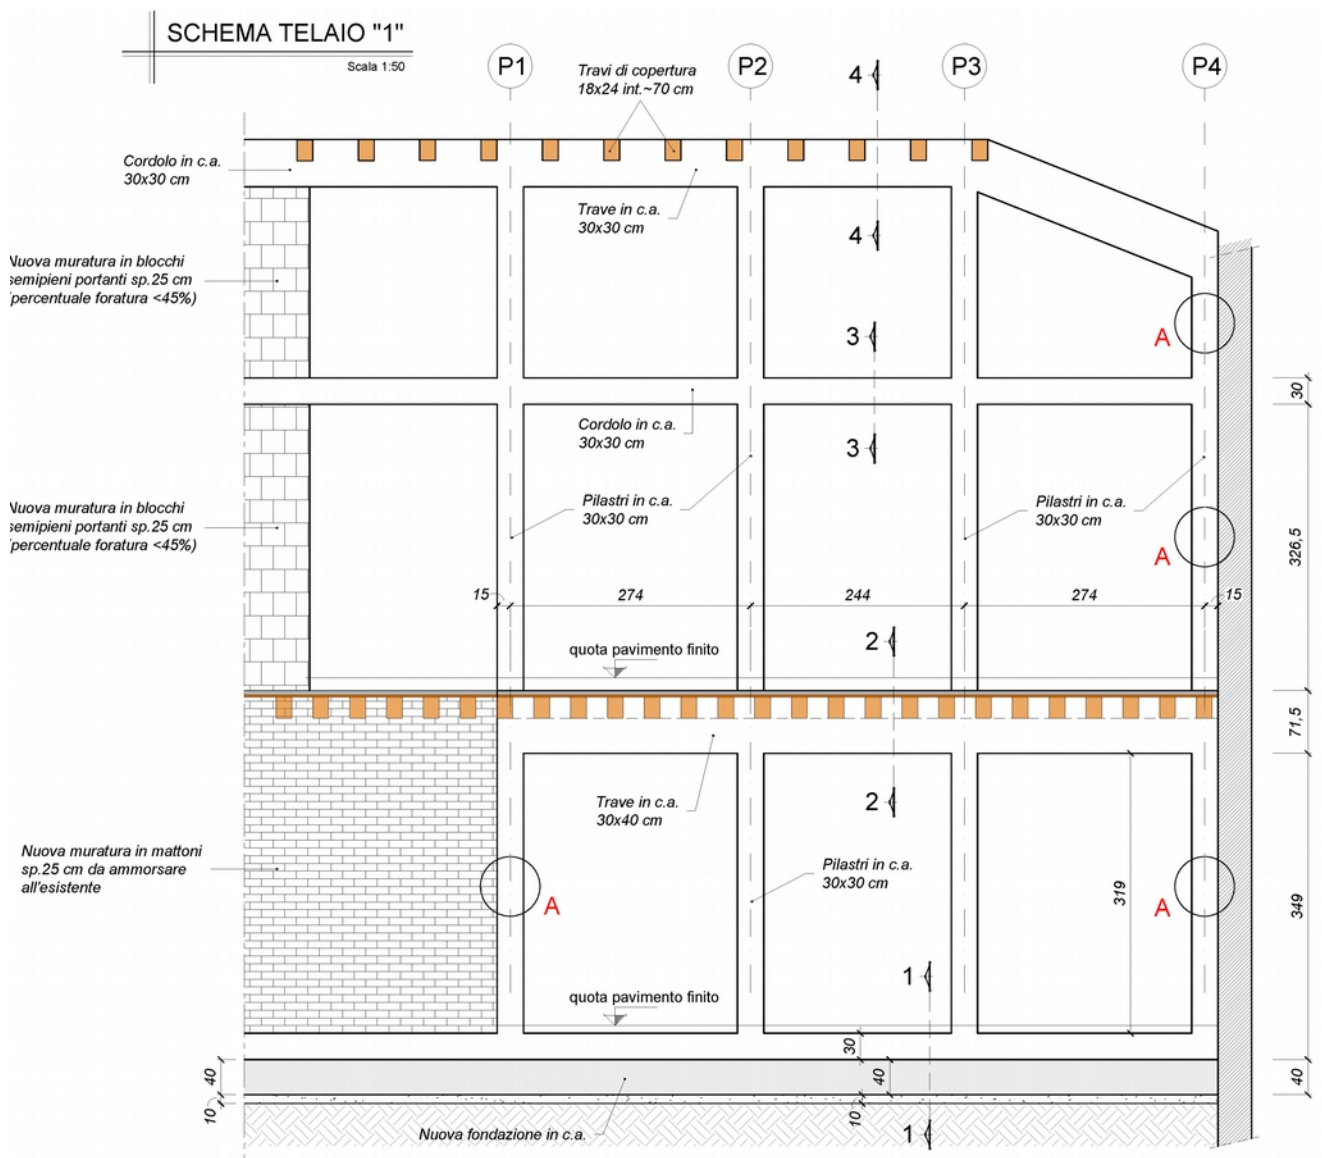 SCHEMA TELAIO "1"
Scala 1:50
P1
P2
P3
P4
Travi di copertura
18x24 int.~70 cm
4
Cordolo in c.a.
30x30 cm
Trave in c.a.
30x30 cm
4
Nuova muratura in blocchi
semipieni portanti sp.25 cm
(percentuale foratura <45%)
3
A
30
Cordolo in c.a.
30x30 cm
3
Pilastri in c.a.
30x30 cm
Pilastri in c.a.
30x30 cm
Nuova muratura in blocchi
semipieni portanti sp.25 cm
(percentuale foratura <45%)
A
326,5
15
274
244
274
15
2
quota pavimento finito
71,5
Trave in c.a.
30x40 cm
2
Nuova muratura in mattoni
sp.25 cm da ammorsare
all'esistente
Pilastri in c.a.
30x30 cm
A
A
319
349
1
quota pavimento finito
30
40
40
40
10
10
Nuova fondazione in c.a.
1